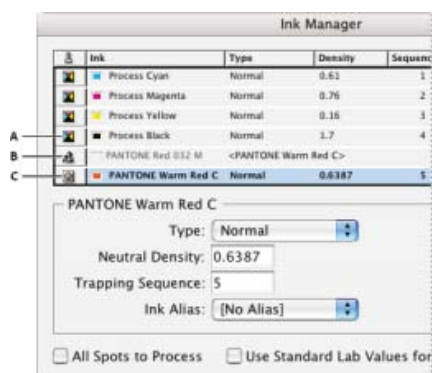 Ink Manager
Ink Type Density Sequenc
Process Cyan Normal 0.61 1
Process Magenta Normal 0.76 2
Process Yellow Normal 0.16 3
A Process Black Normal 1.7 4
B PANTONE Red 032 M <PANTONE Warm Red C>
C PANTONE Warm Red C Normal 0.6387 5
PANTONE Warm Red C
Type: Normal
Neutral Density: 0.6387
Trapping Sequence: 5
Ink Alias: [No Alias]
All Spots to Process Use Standard Lab Values for